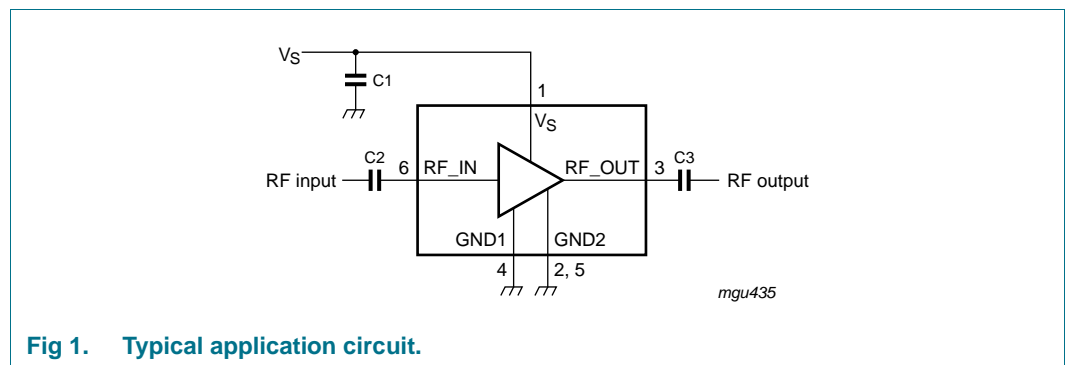 VS
C1
1
VS
C2
6
RF_IN
RF_OUT
3
C3
RF input
RF output
GND1
GND2
4
2, 5
mgu435
Fig 1. Typical application circuit.